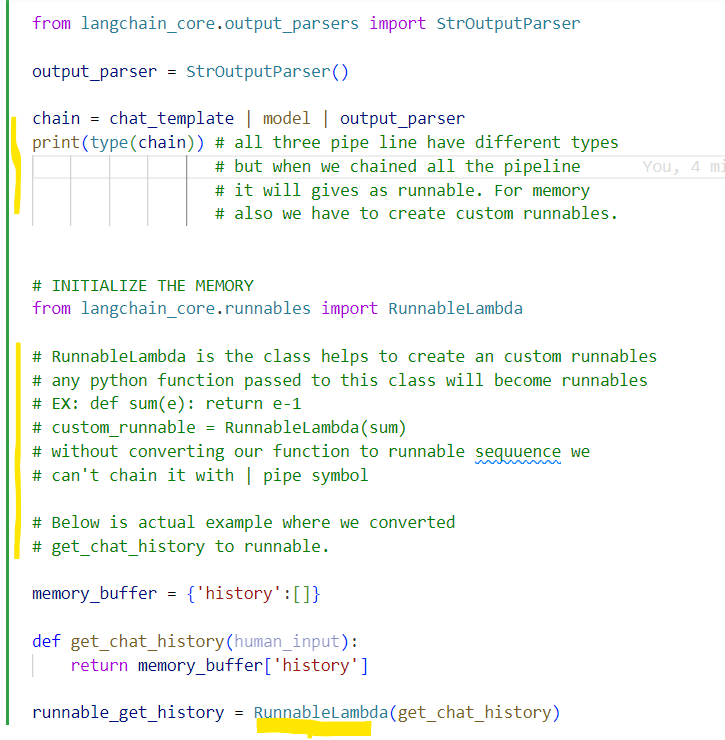 from langchain_core.output_parsers import StrOutputParser
output_parser = StrOutputParser()
chain = chat_template | model | output_parser
print(type(chain)) # all three pipe line have different types
# but when we chained all the pipeline You, 4 mi
# it will gives as runnable. For memory
# also we have to create custom runnables.
# INITIALIZE THE MEMORY
from langchain_core.runnables import RunnableLambda
# RunnableLambda is the class helps to create an custom runnables
# any python function passed to this class will become runnables
# EX: def sum(e): return e-1
# custom_runnable = RunnableLambda(sum)
# without converting our function to runnable sequuence we
# can't chain it with | pipe symbol
# Below is actual example where we converted
# get_chat_history to runnable.
memory_buffer = {'history':[]}
def get_chat_history(human_input):
    return memory_buffer['history']
runnable_get_history = RunnableLambda(get_chat_history)